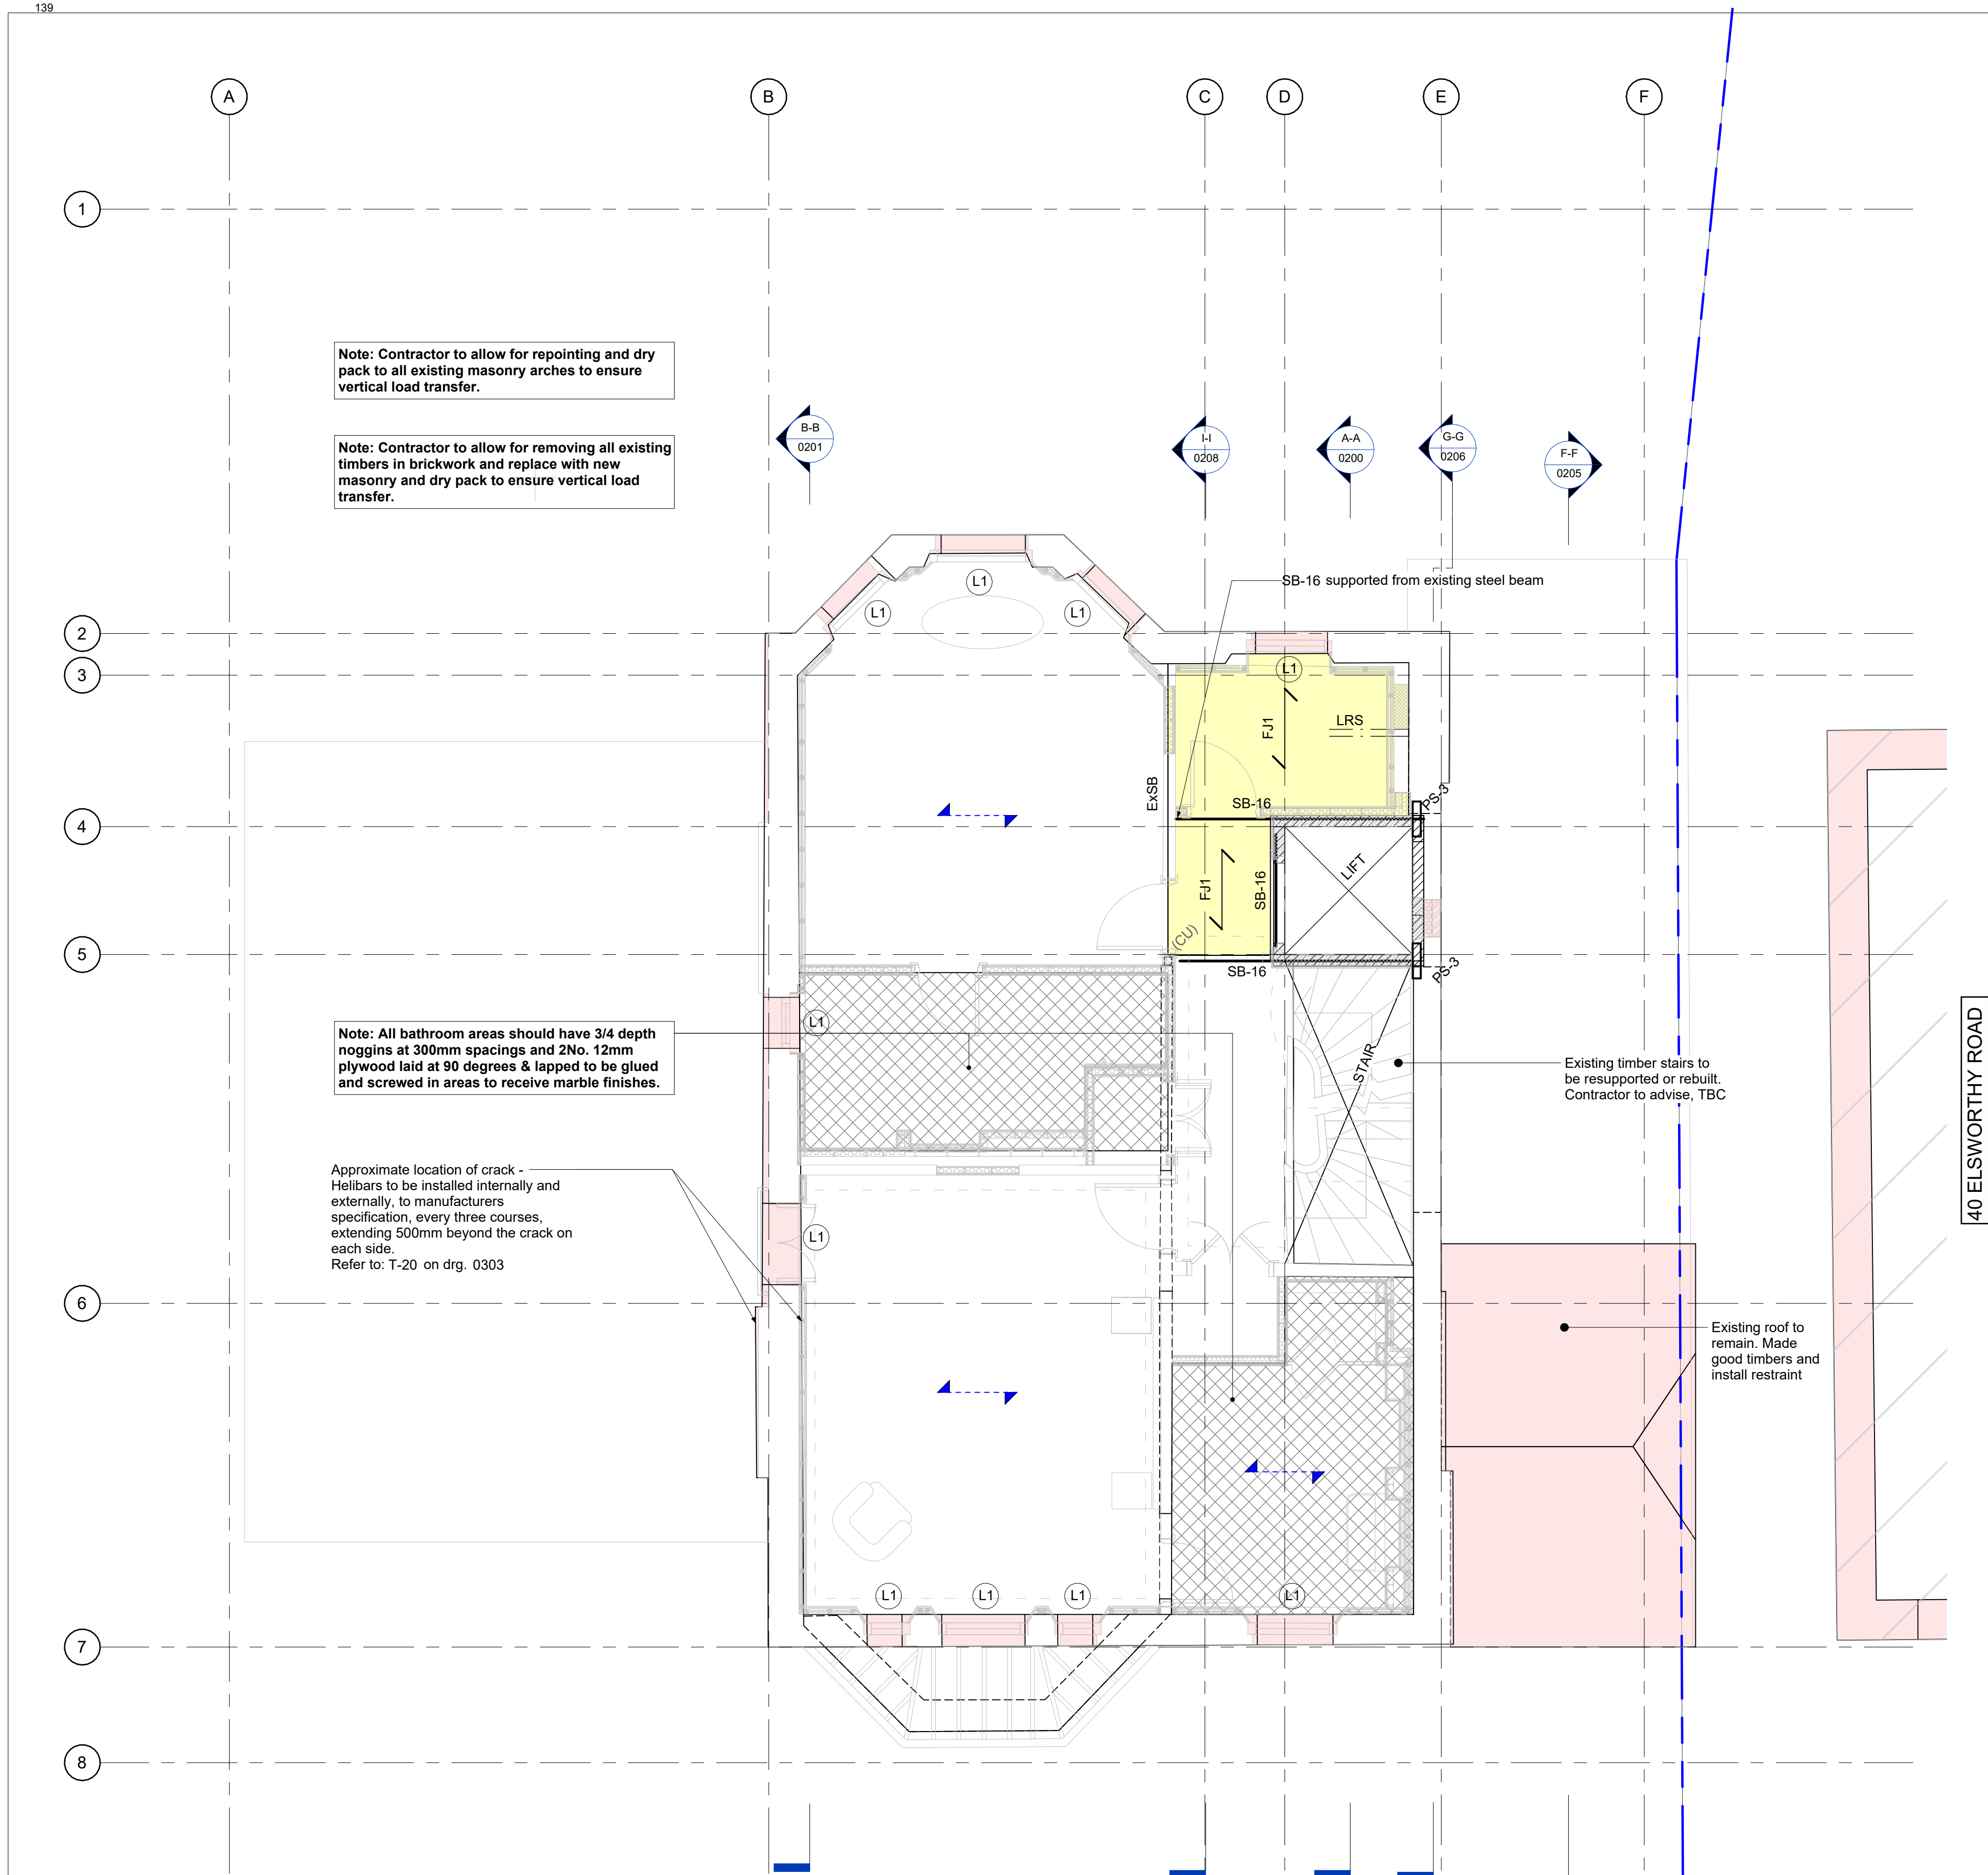 139
A
B
C
D
E
F
1
Note: Contractor to allow for repointing and dry
pack to all existing masonry arches to ensure
vertical load transfer.
Note: Contractor to allow for removing all existing
timbers in brickwork and replace with new
masonry and dry pack to ensure vertical load
transfer.
B-B
0201
I-I
0208
A-A
0200
G-G
0206
F-F
0205
SB-16 supported from existing steel beam
L1
L1
L1
2
3
L1
FJ1
LRS
ExSB
SB-16
PS-3
4
LIFT
FJ1
SB-16
(CU)
5
SB-16
PS-3
40 ELSWORTHY ROAD
Note: All bathroom areas should have 3/4 depth
noggins at 300mm spacings and 2No. 12mm
plywood laid at 90 degrees & lapped to be glued
and screwed in areas to receive marble finishes.
L1
STAIR
Existing timber stairs to
be resupported or rebuilt.
Contractor to advise, TBC
Approximate location of crack -
Helibars to be installed internally and
externally, to manufacturers
specification, every three courses,
extending 500mm beyond the crack on
each side.
Refer to: T-20 on drg. 0303
L1
6
Existing roof to
remain. Made
good timbers and
install restraint
L1
L1
L1
L1
7
8